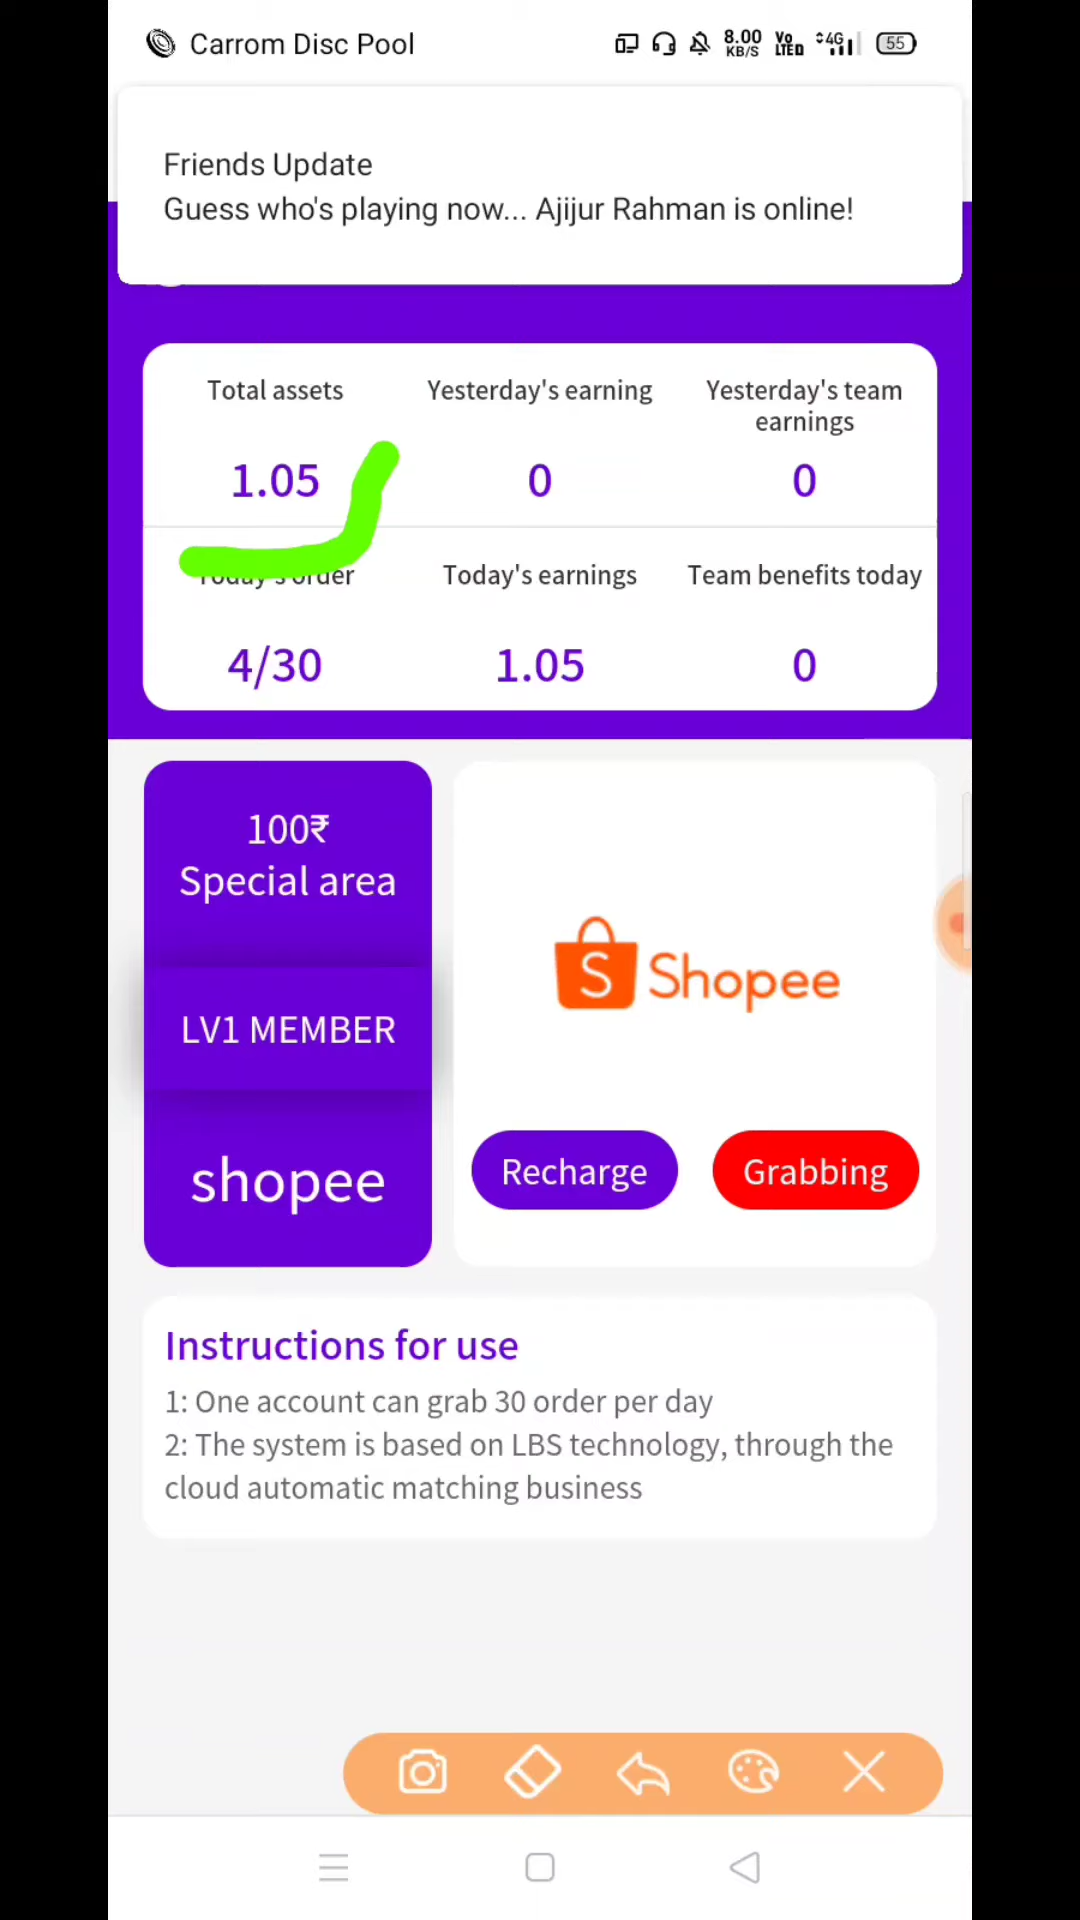 Carrom Disc Pool
8.00 KB/S
Vo LTED
4G
55
Friends Update
Guess who's playing now... Ajijur Rahman is online!
Total assets
Yesterday's earning
Yesterday's team earnings
1.05
0
0
Today's order
Today's earnings
Team benefits today
4/30
1.05
0
100₹
Special area
LV1 MEMBER
shopee
S Shopee
Recharge
Grabbing
Instructions for use
1: One account can grab 30 order per day
2: The system is based on LBS technology, through the
cloud automatic matching business